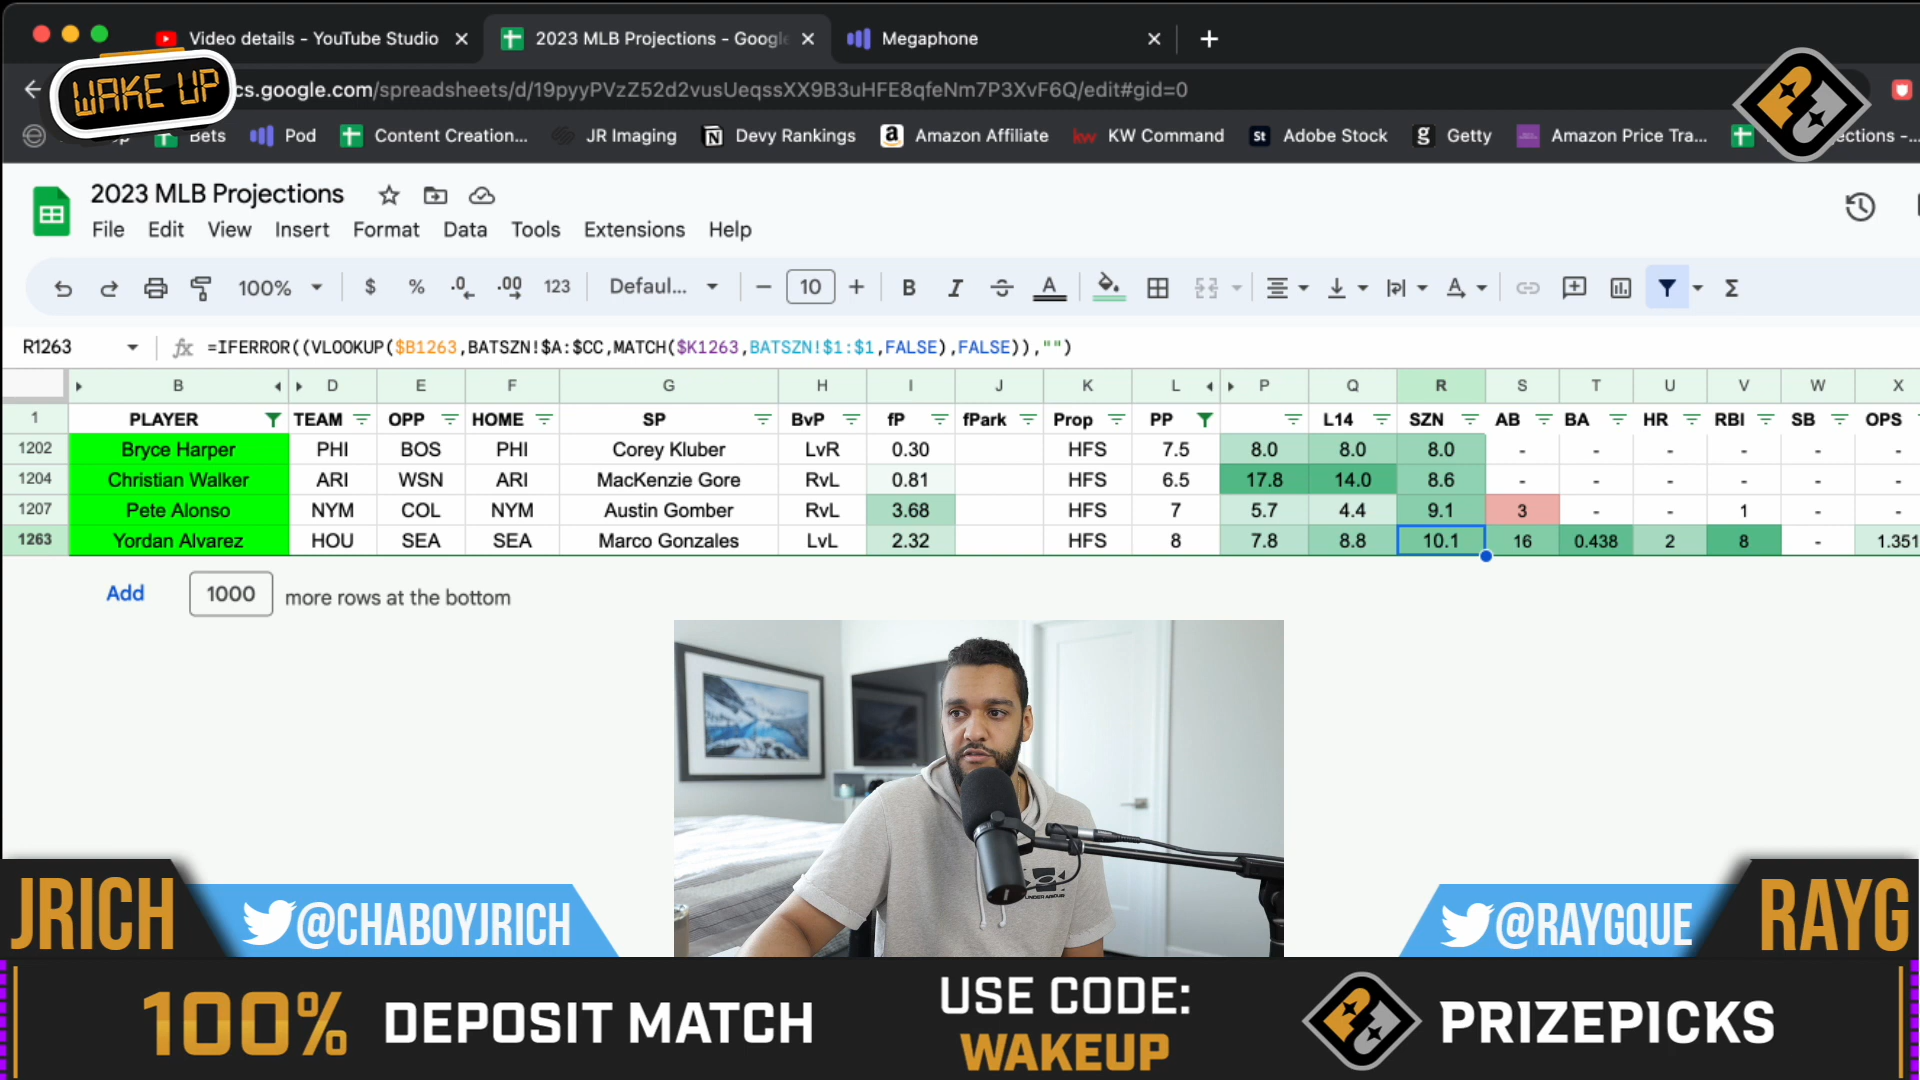 Video details - YouTube Studio
2023 MLB Projections - Google
Megaphone
WAKE UP
cs.google.com/spreadsheets/d/19pyyPVzZ52d2vusUeqssXX9B3uHFE8qfeNm7P3XvF6Q/edit#gid=0
Bets Pod Content Creation... JR Imaging Devy Rankings Amazon Affiliate KW Command Adobe Stock Getty Amazon Price Tra...
2023 MLB Projections
File Edit View Insert Format Data Tools Extensions Help
100% $ % .0 .00 123 Defaul... 10 B I A A Σ
R1263 fx =IFERROR((VLOOKUP($B1263,BATSZN!$A:$CC,MATCH($K1263,BATSZN!$1:$1,FALSE),FALSE)),"")
B D E F G H I J K L P Q R S T U V W X
1 PLAYER TEAM OPP HOME SP BvP fP fPark Prop PP L14 SZN AB BA HR RBI SB OPS
1202 Bryce Harper PHI BOS PHI Corey Kluber LvR 0.30 HFS 7.5 8.0 8.0 8.0 - - - - - -
1204 Christian Walker ARI WSN ARI MacKenzie Gore RvL 0.81 HFS 6.5 17.8 14.0 8.6 - - - - - -
1207 Pete Alonso NYM COL NYM Austin Gomber RvL 3.68 HFS 7 5.7 4.4 9.1 3 - - 1 - -
1263 Yordan Alvarez HOU SEA SEA Marco Gonzales LvL 2.32 HFS 8 7.8 8.8 10.1 16 0.438 2 8 - 1.351
Add 1000 more rows at the bottom
UNDER ARMOUR
JRICH @CHABOYJRICH
@RAYGQUE RAYG
100% DEPOSIT MATCH
USE CODE:
WAKEUP
PRIZEPICKS